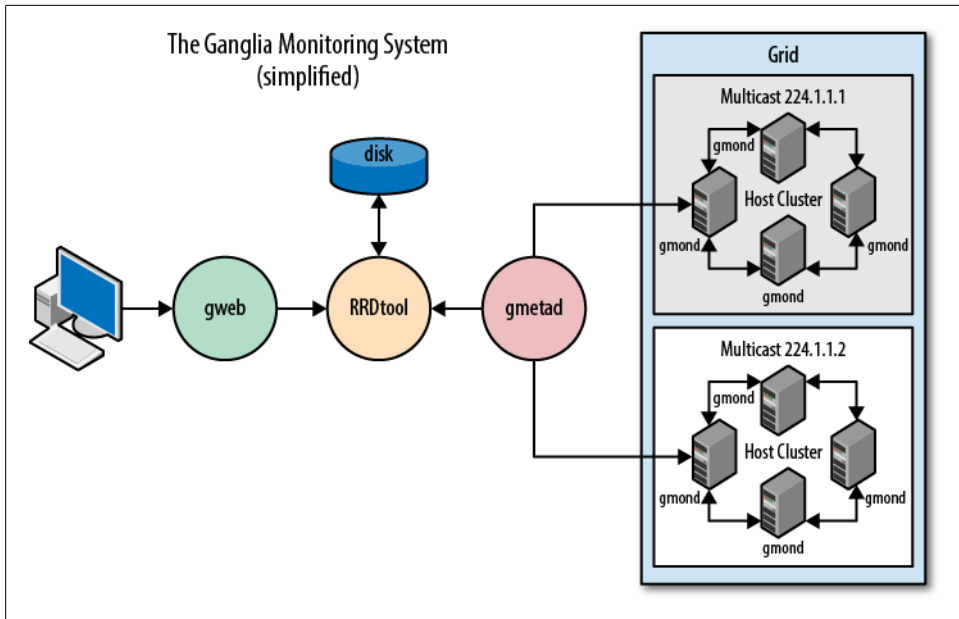 The Ganglia Monitoring System
(simplified)
disk
gweb
RRDtool
gmetad
Grid
Multicast 224.1.1.1
gmond
Host Cluster
gmond
gmond
gmond
Multicast 224.1.1.2
gmond
Host Cluster
gmond
gmond
gmond